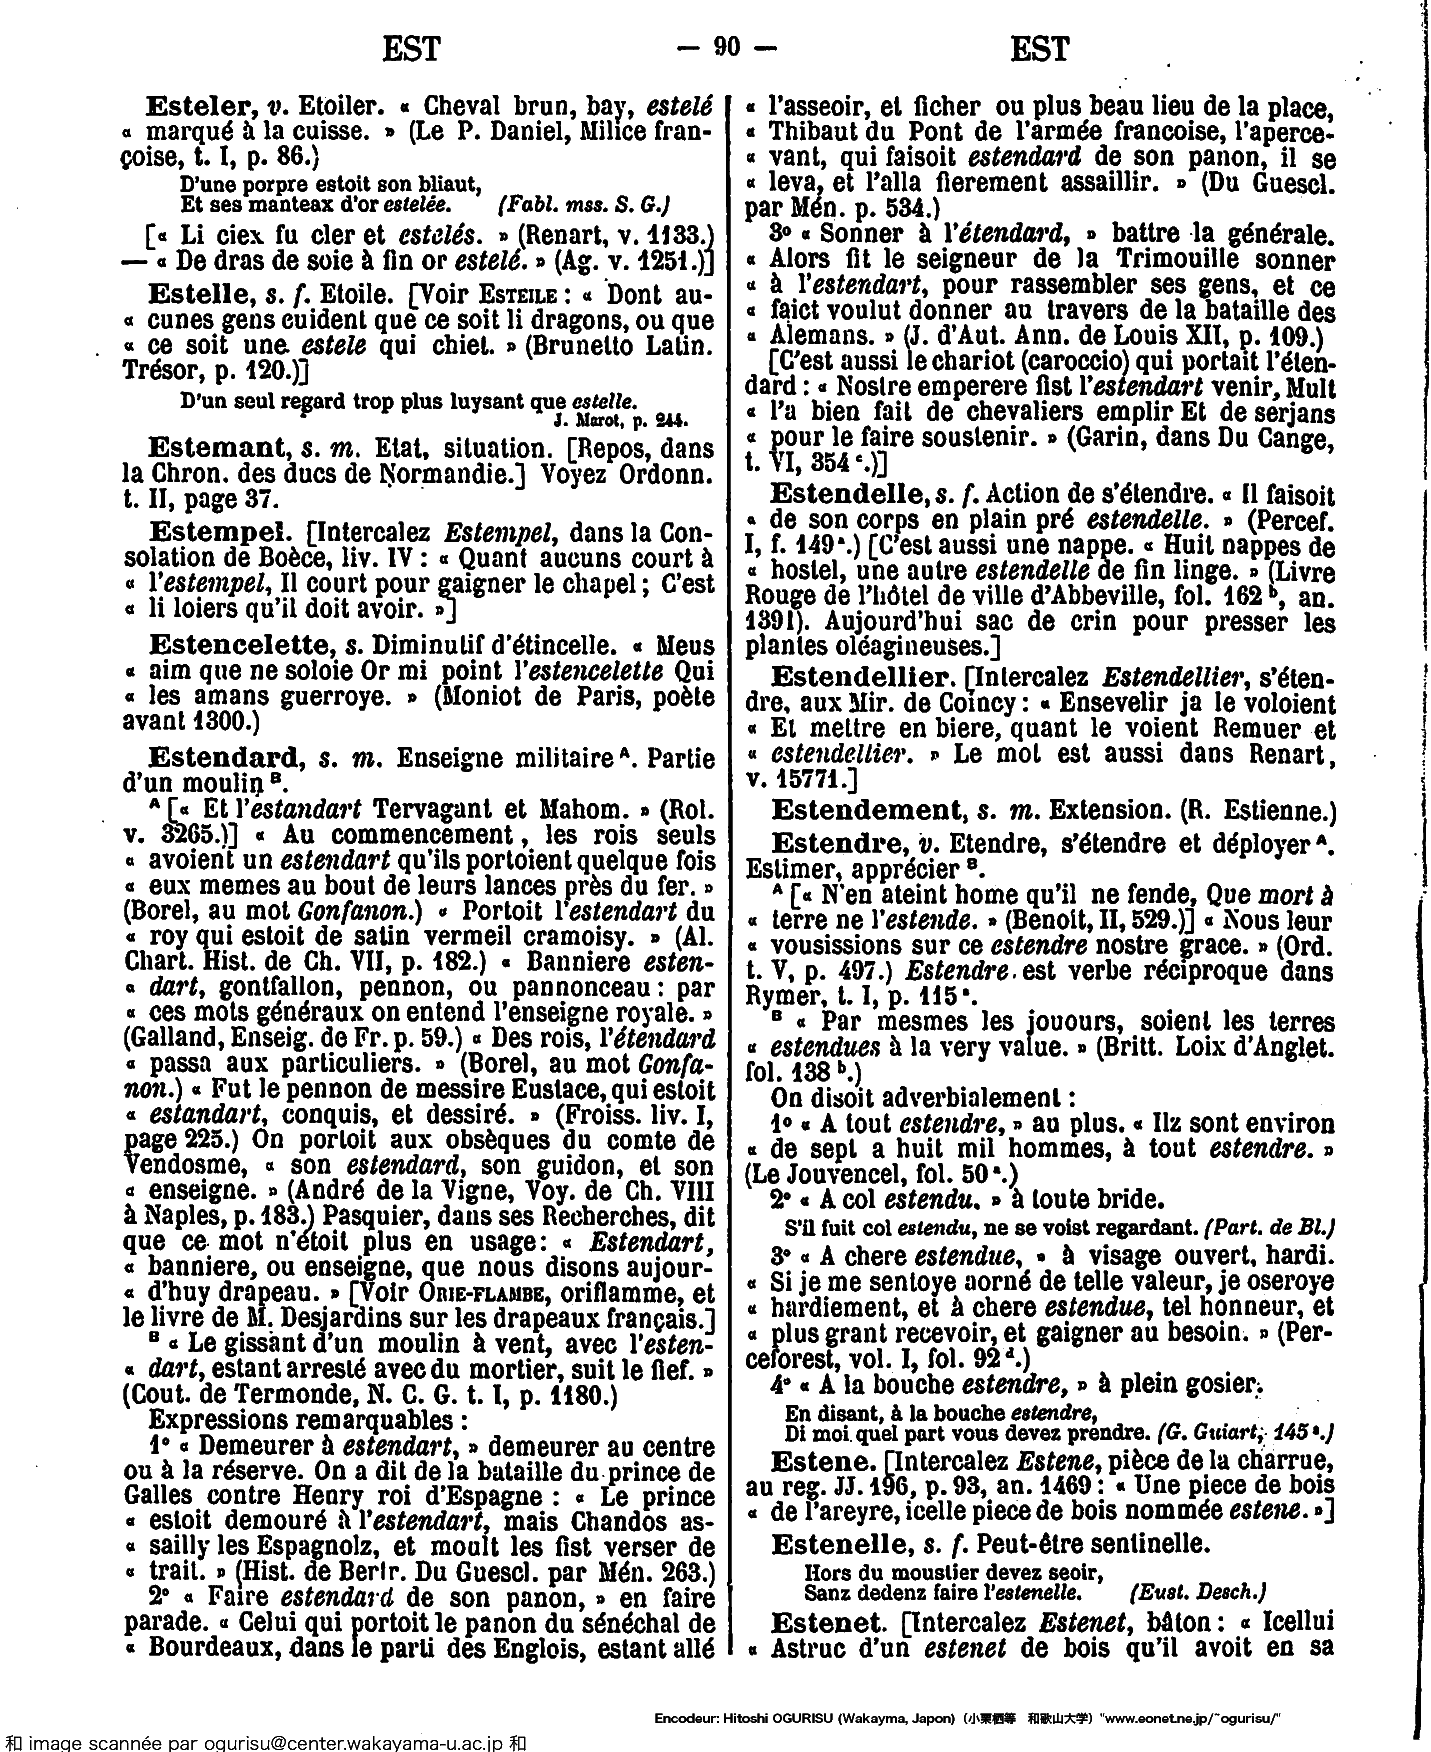 EST — 90 — EST
Esteler, v. Etoiler. « Cheval brun, bay, estelé
« marqué à la cuisse. » (Le P. Daniel, Milice fran-
çoise, t. I, p. 86.)
D'une porpre estoit son bliaut,
Et ses manteax d'or estelée. (Fabl. mss. S. G.)
[« Li ciex fu cler et estelés. » (Renart, v. 1133.)
— « De dras de soie à fin or estelé. » (Ag. v. 1251.)]
Estelle, s. f. Etoile. [Voir ESTEILE : « Dont au-
« cunes gens cuident que ce soit li dragons, ou que
« ce soit une estele qui chiet. » (Brunetto Latin.
Trésor, p. 120.)]
D'un seul regard trop plus luysant que estelle.
J. Marot, p. 244.
Estemant, s. m. Etat, situation. [Repos, dans
la Chron. des ducs de Normandie.] Voyez Ordonn.
t. II, page 37.
Estempel. [Intercalez Estempel, dans la Con-
solation de Boèce, liv. IV : « Quant aucuns court à
« l'estempel, Il court pour gaigner le chapel ; C'est
« li loiers qu'il doit avoir. »]
Estencelette, s. Diminutif d'étincelle. « Meus
« aim que ne soloie Or mi point l'estencelette Qui
« les amans guerroye. » (Moniot de Paris, poète
avant 1300.)
Estendard, s. m. Enseigne militaire ᴬ. Partie
d'un moulin ᴮ.
ᴬ [« Et l'estandart Tervagant et Mahom. » (Rol.
v. 3265.)] « Au commencement, les rois seuls
« avoient un estendart qu'ils portoient quelque fois
« eux memes au bout de leurs lances près du fer. »
(Borel, au mot Gonfanon.) « Portoit l'estendart du
« roy qui estoit de satin vermeil cramoisy. » (Al.
Chart. Hist. de Ch. VII, p. 182.) « Banniere esten-
« dart, gontfallon, pennon, ou pannonceau : par
« ces mots généraux on entend l'enseigne royale. »
(Galland, Enseig. de Fr. p. 59.) « Des rois, l'étendard
« passa aux particuliers. » (Borel, au mot Gonfa-
non.) « Fut le pennon de messire Eustace, qui estoit
« estandart, conquis, et dessiré. » (Froiss. liv. I,
page 225.) On portoit aux obsèques du comte de
Vendosme, « son estendard, son guidon, et son
« enseigne. » (André de la Vigne, Voy. de Ch. VIII
à Naples, p. 183.) Pasquier, dans ses Recherches, dit
que ce mot n'étoit plus en usage : « Estendart,
« banniere, ou enseigne, que nous disons aujour-
« d'huy drapeau. » [Voir ORIE-FLAMBE, oriflamme, et
le livre de M. Desjardins sur les drapeaux français.]
ᴮ « Le gissant d'un moulin à vent, avec l'esten-
« dart, estant arresté avec du mortier, suit le fief. »
(Cout. de Termonde, N. C. G. t. I, p. 1180.)
Expressions remarquables :
1° « Demeurer à estendart, » demeurer au centre
ou à la réserve. On a dit de la bataille du prince de
Galles contre Henry roi d'Espagne : « Le prince
« estoit demouré à l'estendart, mais Chandos as-
« sailly les Espagnolz, et moult les fist verser de
« trait. » (Hist. de Bertr. Du Guescl. par Mén. 263.)
2° « Faire estendard de son panon, » en faire
parade. « Celui qui portoit le panon du sénéchal de
« Bourdeaux, dans le parti des Englois, estant allé
« l'asseoir, et ficher ou plus beau lieu de la place,
« Thibaut du Pont de l'armée francoise, l'aperce-
« vant, qui faisoit estendard de son panon, il se
« leva, et l'alla fierement assaillir. » (Du Guescl.
par Mén. p. 534.)
3° « Sonner à l'étendard, » battre la générale.
« Alors fit le seigneur de la Trimouille sonner
« à l'estendart, pour rassembler ses gens, et ce
« faict voulut donner au travers de la bataille des
« Alemans. » (J. d'Aut. Ann. de Louis XII, p. 109.)
[C'est aussi le chariot (caroccio) qui portait l'éten-
dard : « Nostre emperere fist l'estendart venir, Mult
« l'a bien fait de chevaliers emplir Et de serjans
« pour le faire soustenir. » (Garin, dans Du Cange,
t. VI, 354 ᶜ.)]
Estendelle, s. f. Action de s'étendre. « Il faisoit
« de son corps en plain pré estendelle. » (Percef.
I, f. 149 ᵃ.) [C'est aussi une nappe. « Huit nappes de
« hostel, une autre estendelle de fin linge. » (Livre
Rouge de l'hôtel de ville d'Abbeville, fol. 162 ᵇ, an.
1391). Aujourd'hui sac de crin pour presser les
plantes oléagineuses.]
Estendellier. [Intercalez Estendellier, s'éten-
dre, aux Mir. de Coincy : « Ensevelir ja le voloient
« Et mettre en biere, quant le voient Remuer et
« estendellier. » Le mot est aussi dans Renart,
v. 15771.]
Estendement, s. m. Extension. (R. Estienne.)
Estendre, v. Etendre, s'étendre et déployer ᴬ.
Estimer, apprécier ᴮ.
ᴬ [« N'en ateint home qu'il ne fende, Que mort à
« terre ne l'estende. » (Benoit, II, 529.)] « Nous leur
« vousissions sur ce estendre nostre grace. » (Ord.
t. V, p. 497.) Estendre est verbe réciproque dans
Rymer, t. I, p. 115 ᵃ.
ᴮ « Par mesmes les jouours, soient les terres
« estendues à la very value. » (Britt. Loix d'Anglet.
fol. 138 ᵇ.)
On disoit adverbialement :
1° « A tout estendre, » au plus. « Ilz sont environ
« de sept a huit mil hommes, à tout estendre. »
(Le Jouvencel, fol. 50 ᵃ.)
2° « A col estendu. » à toute bride.
S'il fuit col estendu, ne se voist regardant. (Part. de Bl.)
3° « A chere estendue, » à visage ouvert, hardi.
« Si je me sentoye aorné de telle valeur, je oseroye
« hardiement, et à chere estendue, tel honneur, et
« plus grant recevoir, et gaigner au besoin. » (Per-
ceforest, vol. I, fol. 92 ᵈ.)
4° « A la bouche estendre, » à plein gosier.
En disant, à la bouche estendre,
Di moi quel part vous devez prendre. (G. Guiart, 145 ᵃ.)
Estene. [Intercalez Estene, pièce de la charrue,
au reg. JJ. 196, p. 93, an. 1469 : « Une piece de bois
« de l'areyre, icelle piece de bois nommée estene. »]
Estenelle, s. f. Peut-être sentinelle.
Hors du moustier devez seoir,
Sanz dedenz faire l'estenelle. (Eust. Desch.)
Estenet. [Intercalez Estenet, bâton : « Icellui
« Astruc d'un estenet de bois qu'il avoit en sa
Encodeur: Hitoshi OGURISU (Wakayma, Japon) (小栗栖等 和歌山大学) "www.eonet.ne.jp/~ogurisu/"
和 image scannée par ogurisu@center.wakayama-u.ac.jp 和